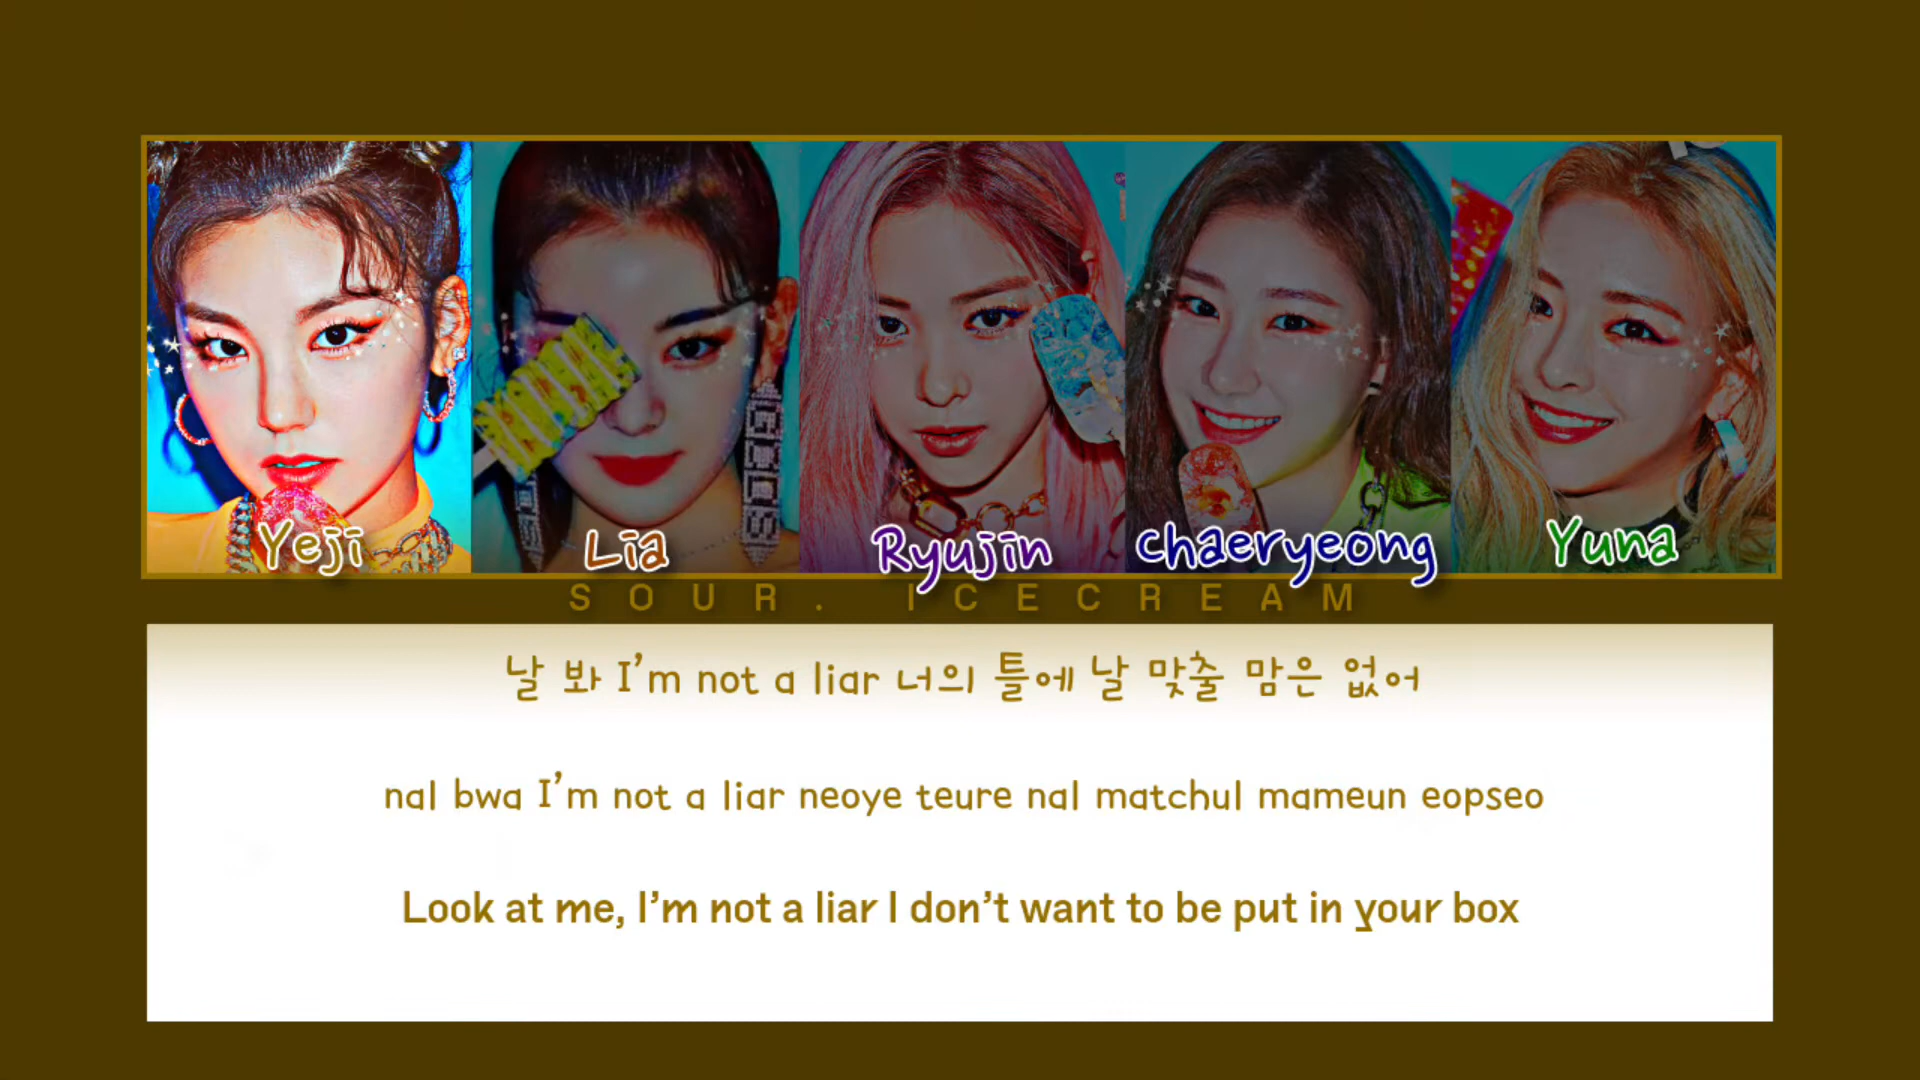 Yeji Lia Ryujin chaeryeong Yuna
SOUR. ICECREAM
날 봐 I'm not a liar 너의 틀에 날 맞출 맘은 없어
nal bwa I'm not a liar neoye teure nal matchul mameun eopseo
Look at me, I'm not a liar I don't want to be put in your box